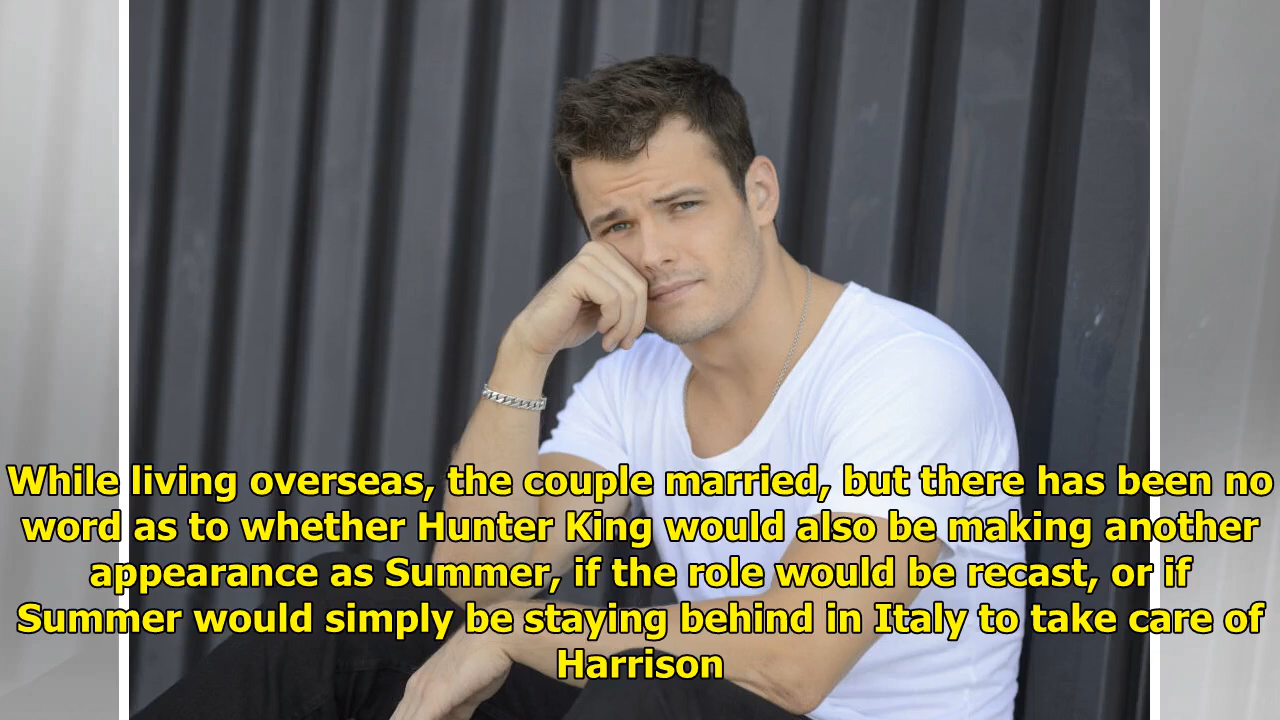 While living overseas, the couple married, but there has been no
word as to whether Hunter King would also be making another
appearance as Summer, if the role would be recast, or if
Summer would simply be staying behind in Italy to take care of
Harrison